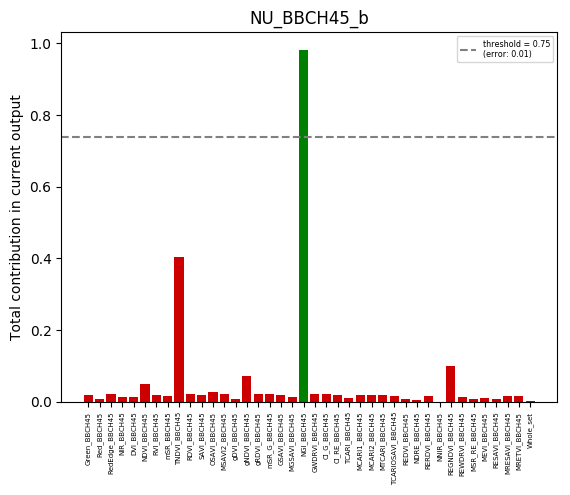 NU_BBCH45_b
Total contribution in current output
1.0
0.8
0.6
0.4
0.2
0.0
threshold = 0.75
(error: 0.01)
Green_BBCH45
Red_BBCH45
RedEdge_BBCH45
NIR_BBCH45
DVI_BBCH45
NDVI_BBCH45
RVI_BBCH45
mSR_BBCH45
TNDVI_BBCH45
RDVI_BBCH45
SAVI_BBCH45
OSAVI_BBCH45
MSAVI2_BBCH45
gDVI_BBCH45
gNDVI_BBCH45
gRDVI_BBCH45
mSR_G_BBCH45
GSAVI_BBCH45
MGSAVI_BBCH45
NGI_BBCH45
GWDRVI_BBCH45
CI_G_BBCH45
CI_RE_BBCH45
TCARI_BBCH45
MCARI1_BBCH45
MCARI2_BBCH45
MTCARI_BBCH45
TCARIOSAVI_BBCH45
REDVI_BBCH45
NDRE_BBCH45
RERDVI_BBCH45
NNIR_BBCH45
REGNDVI_BBCH45
REWDRVI_BBCH45
MSR_RE_BBCH45
MEVI_BBCH45
RESAVI_BBCH45
MRESAVI_BBCH45
MRETVI_BBCH45
Whole_set